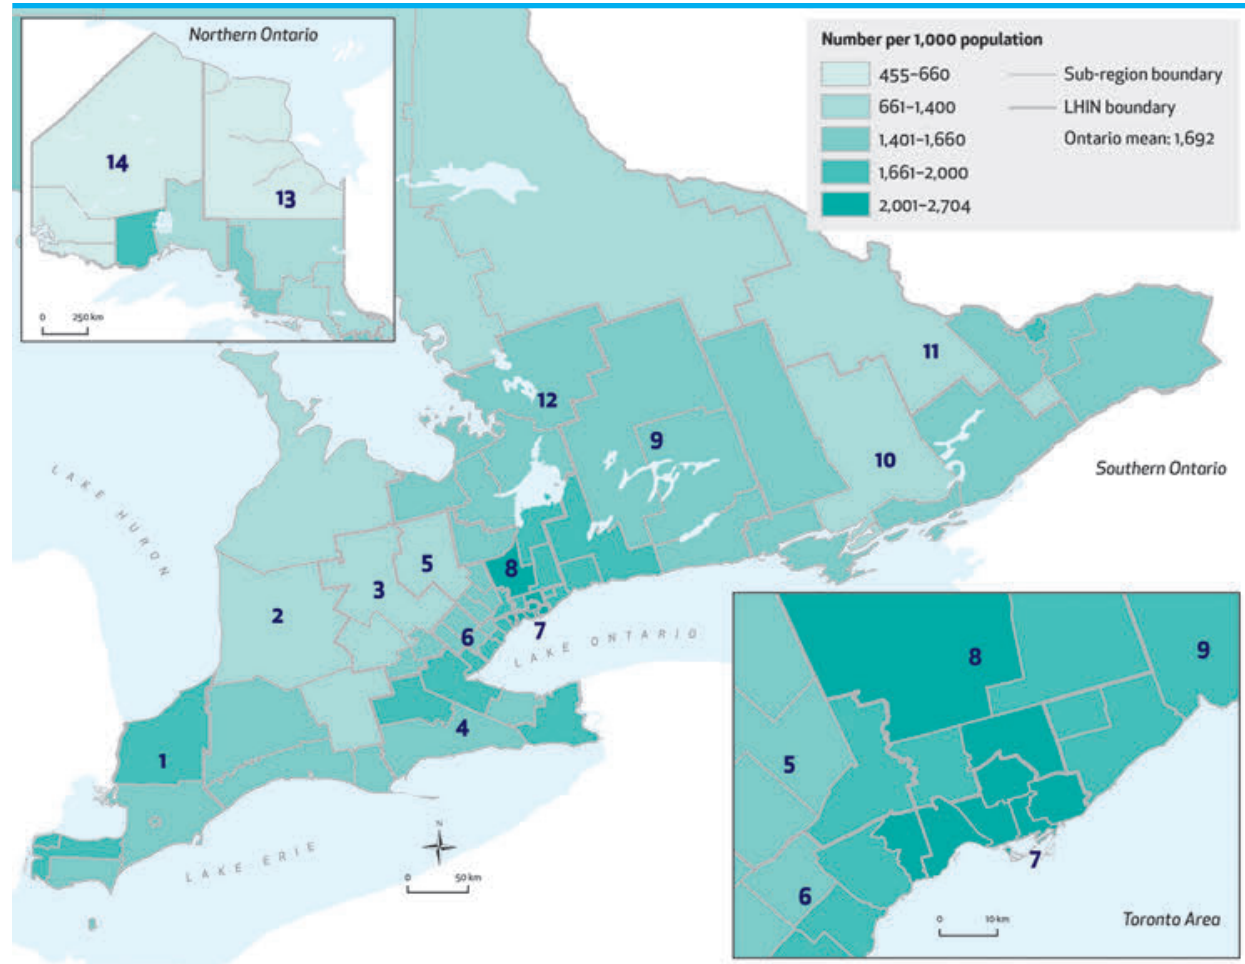 Northern Ontario
14
13
0 250 km
Number per 1,000 population
455–660
661–1,400
1,401–1,660
1,661–2,000
2,001–2,704
Sub-region boundary
LHIN boundary
Ontario mean: 1,692
11
12
9
10
Southern Ontario
LAKE HURON
5
8
3
2
6
7
LAKE ONTARIO
4
1
N
LAKE ERIE
0 50 km
8
9
5
7
6
0 10 km
Toronto Area